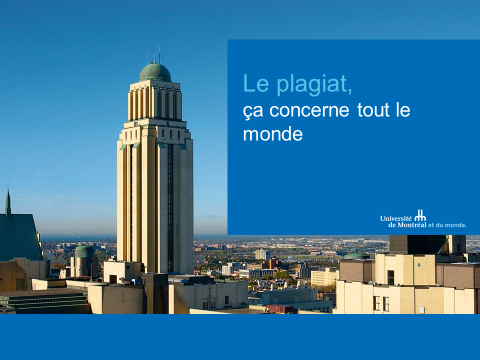 Le plagiat,
ça concerne tout le
monde
Université
de Montréal et du monde.